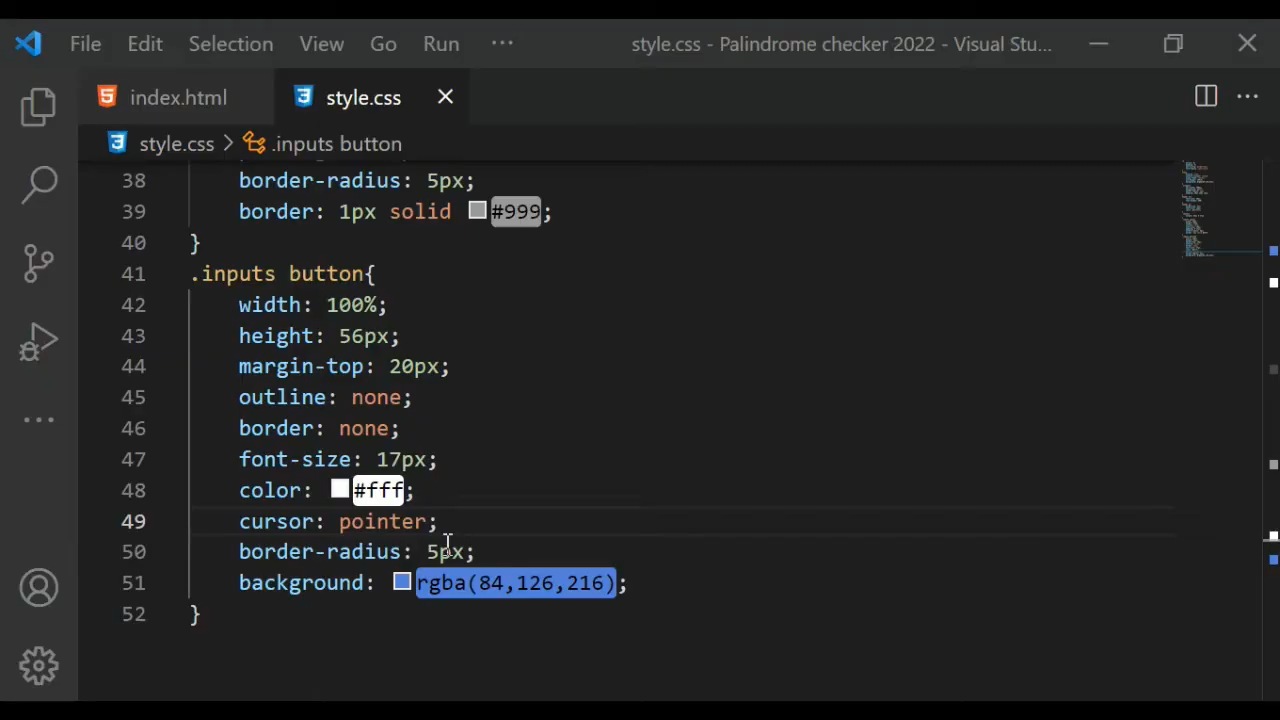 File Edit Selection View Go Run ··· style.css - Palindrome checker 2022 - Visual Stu...
index.html style.css
style.css > .inputs button
38 border-radius: 5px;
39 border: 1px solid #999;
40 }
41 .inputs button{
42 width: 100%;
43 height: 56px;
44 margin-top: 20px;
45 outline: none;
46 border: none;
47 font-size: 17px;
48 color: #fff;
49 cursor: pointer;
50 border-radius: 5px;
51 background: rgba(84,126,216);
52 }